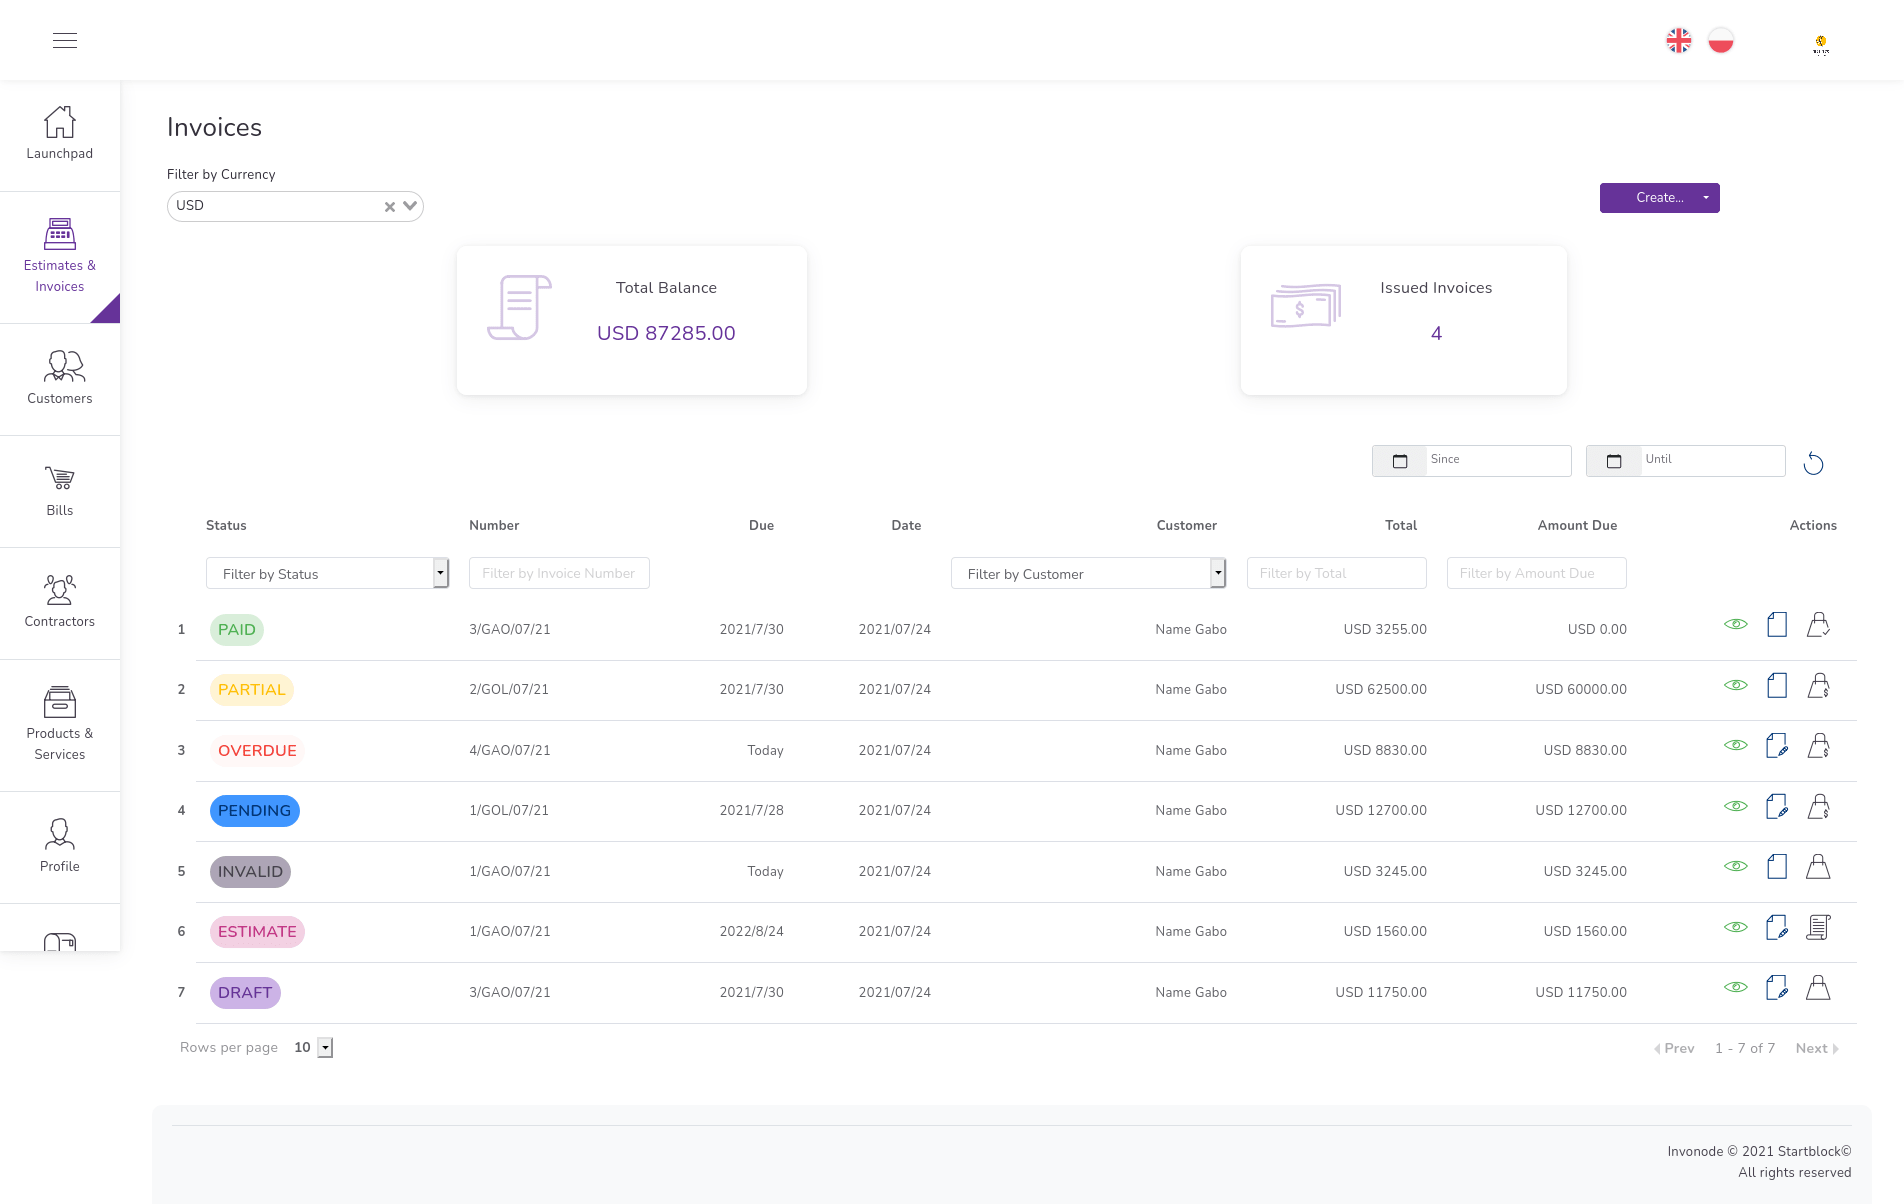 Launchpad
Estimates &
Invoices
Customers
Bills
Contractors
Products &
Services
Profile
Invoices
Filter by Currency
USD
Create...
Total Balance
USD 87285.00
Issued Invoices
4
Since
Until
Status Number Due Date Customer Total Amount Due Actions
Filter by Status Filter by Invoice Number Filter by Customer Filter by Total Filter by Amount Due
1 PAID 3/GAO/07/21 2021/7/30 2021/07/24 Name Gabo USD 3255.00 USD 0.00
2 PARTIAL 2/GOL/07/21 2021/7/30 2021/07/24 Name Gabo USD 62500.00 USD 60000.00
3 OVERDUE 4/GAO/07/21 Today 2021/07/24 Name Gabo USD 8830.00 USD 8830.00
4 PENDING 1/GOL/07/21 2021/7/28 2021/07/24 Name Gabo USD 12700.00 USD 12700.00
5 INVALID 1/GAO/07/21 Today 2021/07/24 Name Gabo USD 3245.00 USD 3245.00
6 ESTIMATE 1/GAO/07/21 2022/8/24 2021/07/24 Name Gabo USD 1560.00 USD 1560.00
7 DRAFT 3/GAO/07/21 2021/7/30 2021/07/24 Name Gabo USD 11750.00 USD 11750.00
Rows per page 10 Prev 1 - 7 of 7 Next
Invonode © 2021 Startblock©
All rights reserved